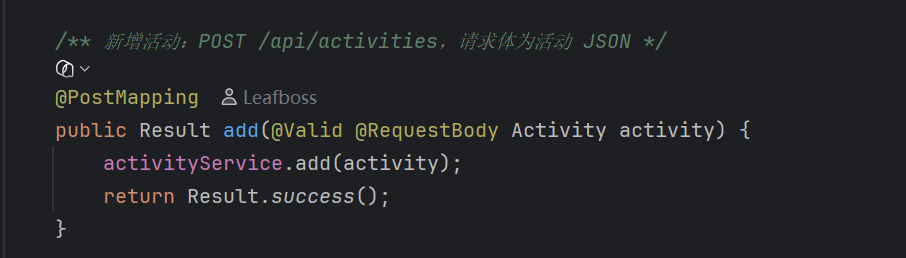 /** 新增活动：POST /api/activities，请求体为活动 JSON */
@PostMapping Leafboss
public Result add(@Valid @RequestBody Activity activity) {
activityService.add(activity);
return Result.success();
}